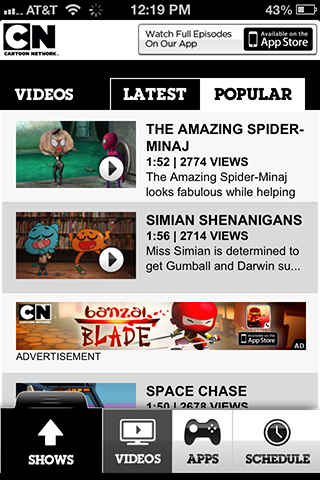 AT&T 12:19 PM 43%
CN
CARTOON NETWORK
Watch Full Episodes
On Our App
Available on the
App Store
VIDEOS LATEST POPULAR
THE AMAZING SPIDER-
MINAJ
1:52 | 2774 VIEWS
The Amazing Spider-Minaj
looks fabulous while helping
SIMIAN SHENANIGANS
1:56 | 2714 VIEWS
Miss Simian is determined to
get Gumball and Darwin su...
CN
CARTOON NETWORK
banzai
BLADE
Available on the
App Store
AD
ADVERTISEMENT
SPACE CHASE
1:50 | 2678 VIEWS
SHOWS VIDEOS APPS SCHEDULE